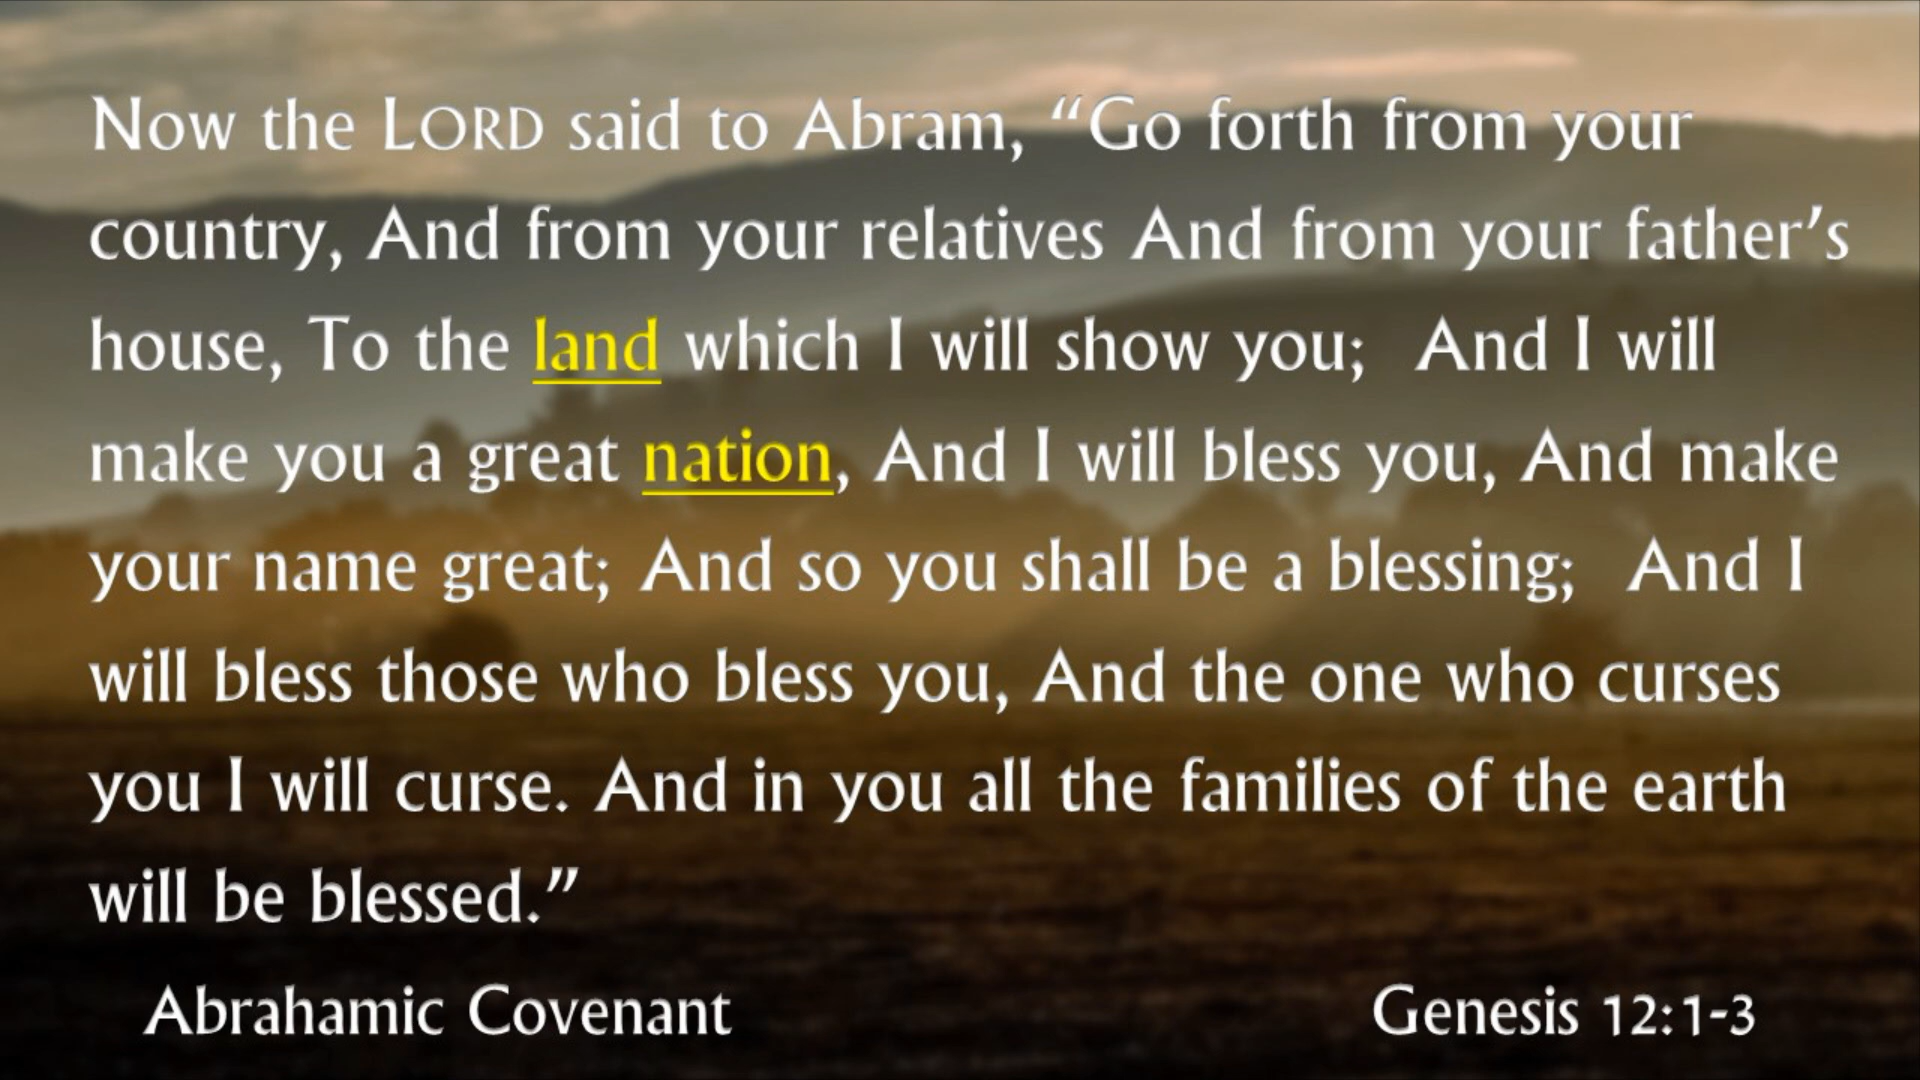 Now the LORD said to Abram, “Go forth from your
country, And from your relatives And from your father’s
house, To the land which I will show you;  And I will
make you a great nation, And I will bless you, And make
your name great; And so you shall be a blessing;  And I
will bless those who bless you, And the one who curses
you I will curse. And in you all the families of the earth
will be blessed.”
Abrahamic Covenant
Genesis 12:1-3